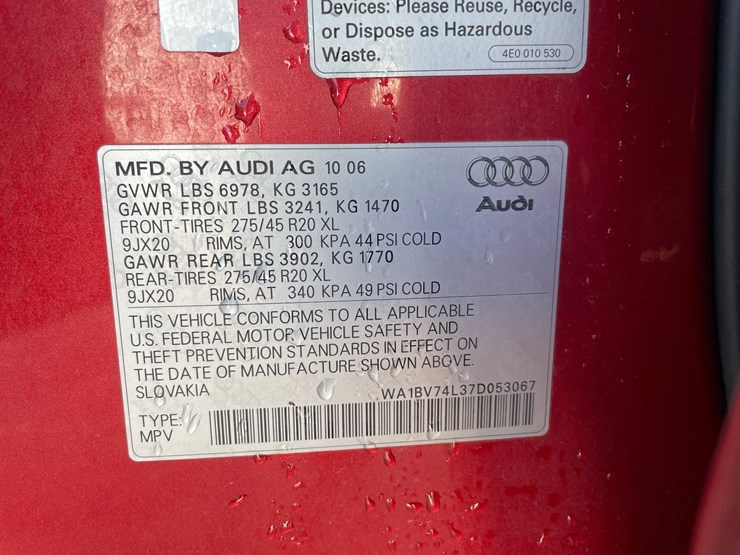 Devices: Please Reuse, Recycle,
or Dispose as Hazardous
Waste.
4E0 010 530
MFD. BY AUDI AG 10 06
GVWR LBS 6978, KG 3165
GAWR FRONT LBS 3241, KG 1470
FRONT-TIRES 275/45 R20 XL
9JX20 RIMS, AT 300 KPA 44 PSI COLD
GAWR REAR LBS 3902, KG 1770
REAR-TIRES 275/45 R20 XL
9JX20 RIMS, AT 340 KPA 49 PSI COLD
Audi
THIS VEHICLE CONFORMS TO ALL APPLICABLE
U.S. FEDERAL MOTOR VEHICLE SAFETY AND
THEFT PREVENTION STANDARDS IN EFFECT ON
THE DATE OF MANUFACTURE SHOWN ABOVE.
SLOVAKIA
WA1BV74L37D053067
TYPE:
MPV